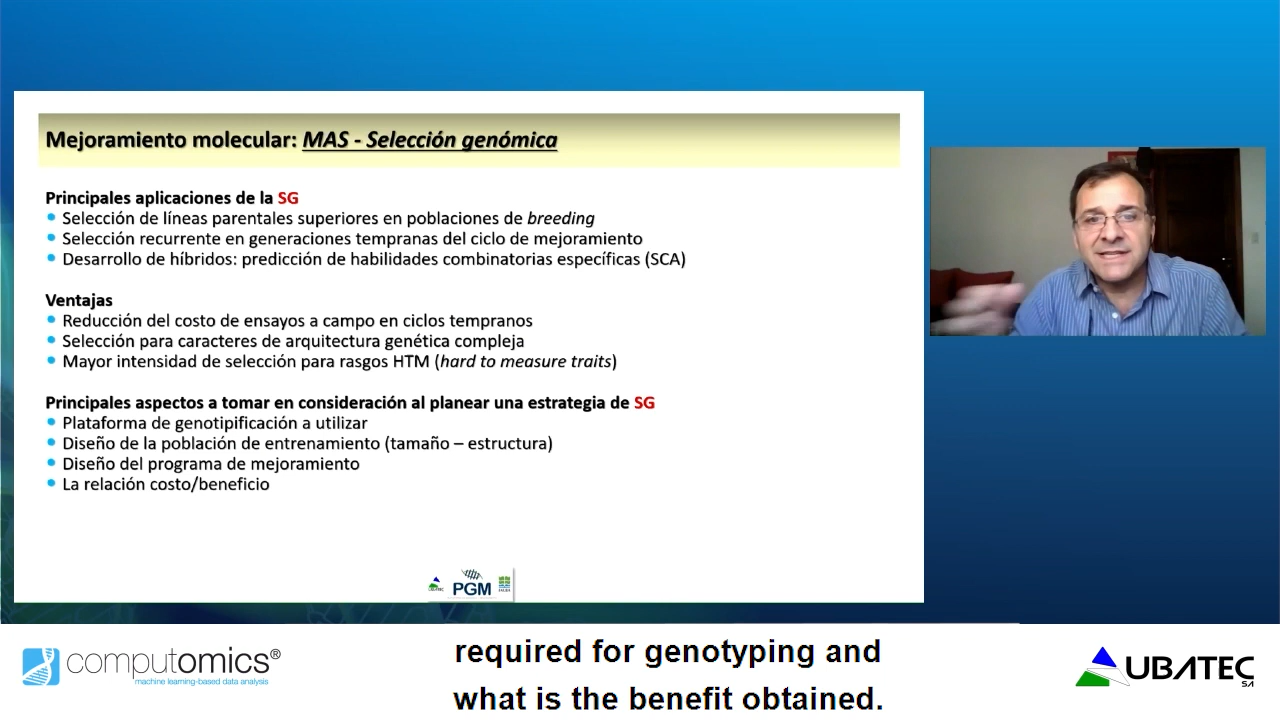 Mejoramiento molecular: MAS - Selección genómica
Principales aplicaciones de la SG
Selección de líneas parentales superiores en poblaciones de breeding
Selección recurrente en generaciones tempranas del ciclo de mejoramiento
Desarrollo de híbridos: predicción de habilidades combinatorias específicas (SCA)
Ventajas
Reducción del costo de ensayos a campo en ciclos tempranos
Selección para caracteres de arquitectura genética compleja
Mayor intensidad de selección para rasgos HTM (hard to measure traits)
Principales aspectos a tomar en consideración al planear una estrategia de SG
Plataforma de genotipificación a utilizar
Diseño de la población de entrenamiento (tamaño – estructura)
Diseño del programa de mejoramiento
La relación costo/beneficio
UBATEC PGM
computomics®
machine learning-based data analysis
required for genotyping and
what is the benefit obtained.
UBATEC
SA